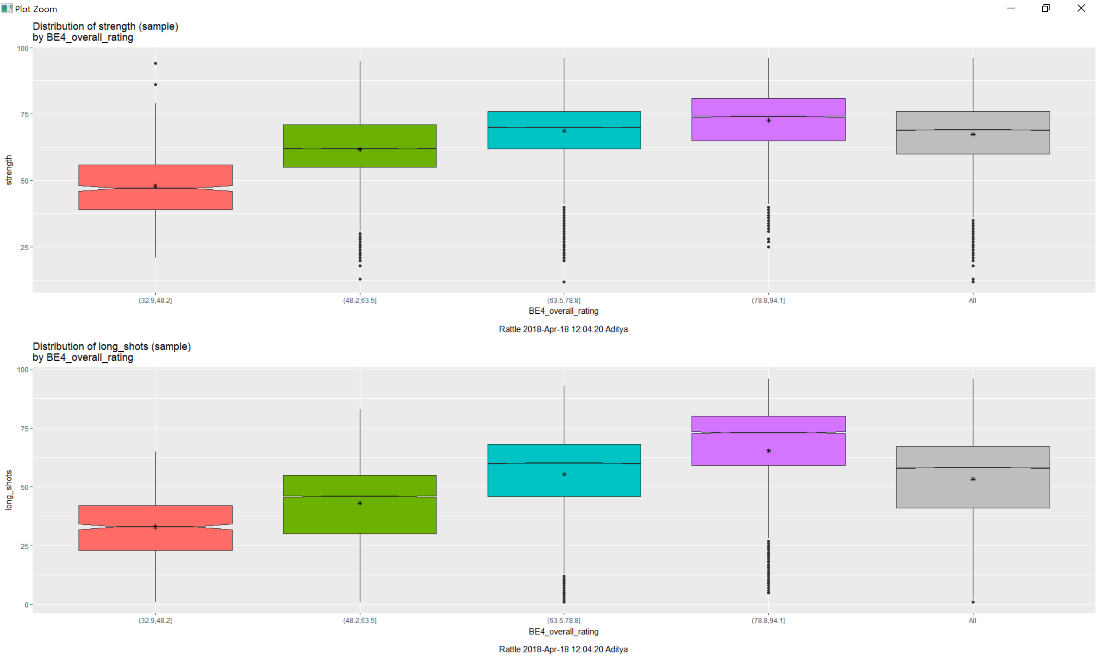 Plot Zoom
Distribution of strength (sample)
by BE4_overall_rating
100
75
50
25
strength
(32.9,48.2]
(48.2,63.5]
(63.5,78.8]
(78.8,94.1]
All
BE4_overall_rating
Rattle 2018-Apr-18 12:04:20 Aditya
Distribution of long_shots (sample)
by BE4_overall_rating
100
75
50
25
0
long_shots
(32.9,48.2]
(48.2,63.5]
(63.5,78.8]
(78.8,94.1]
All
BE4_overall_rating
Rattle 2018-Apr-18 12:04:20 Aditya